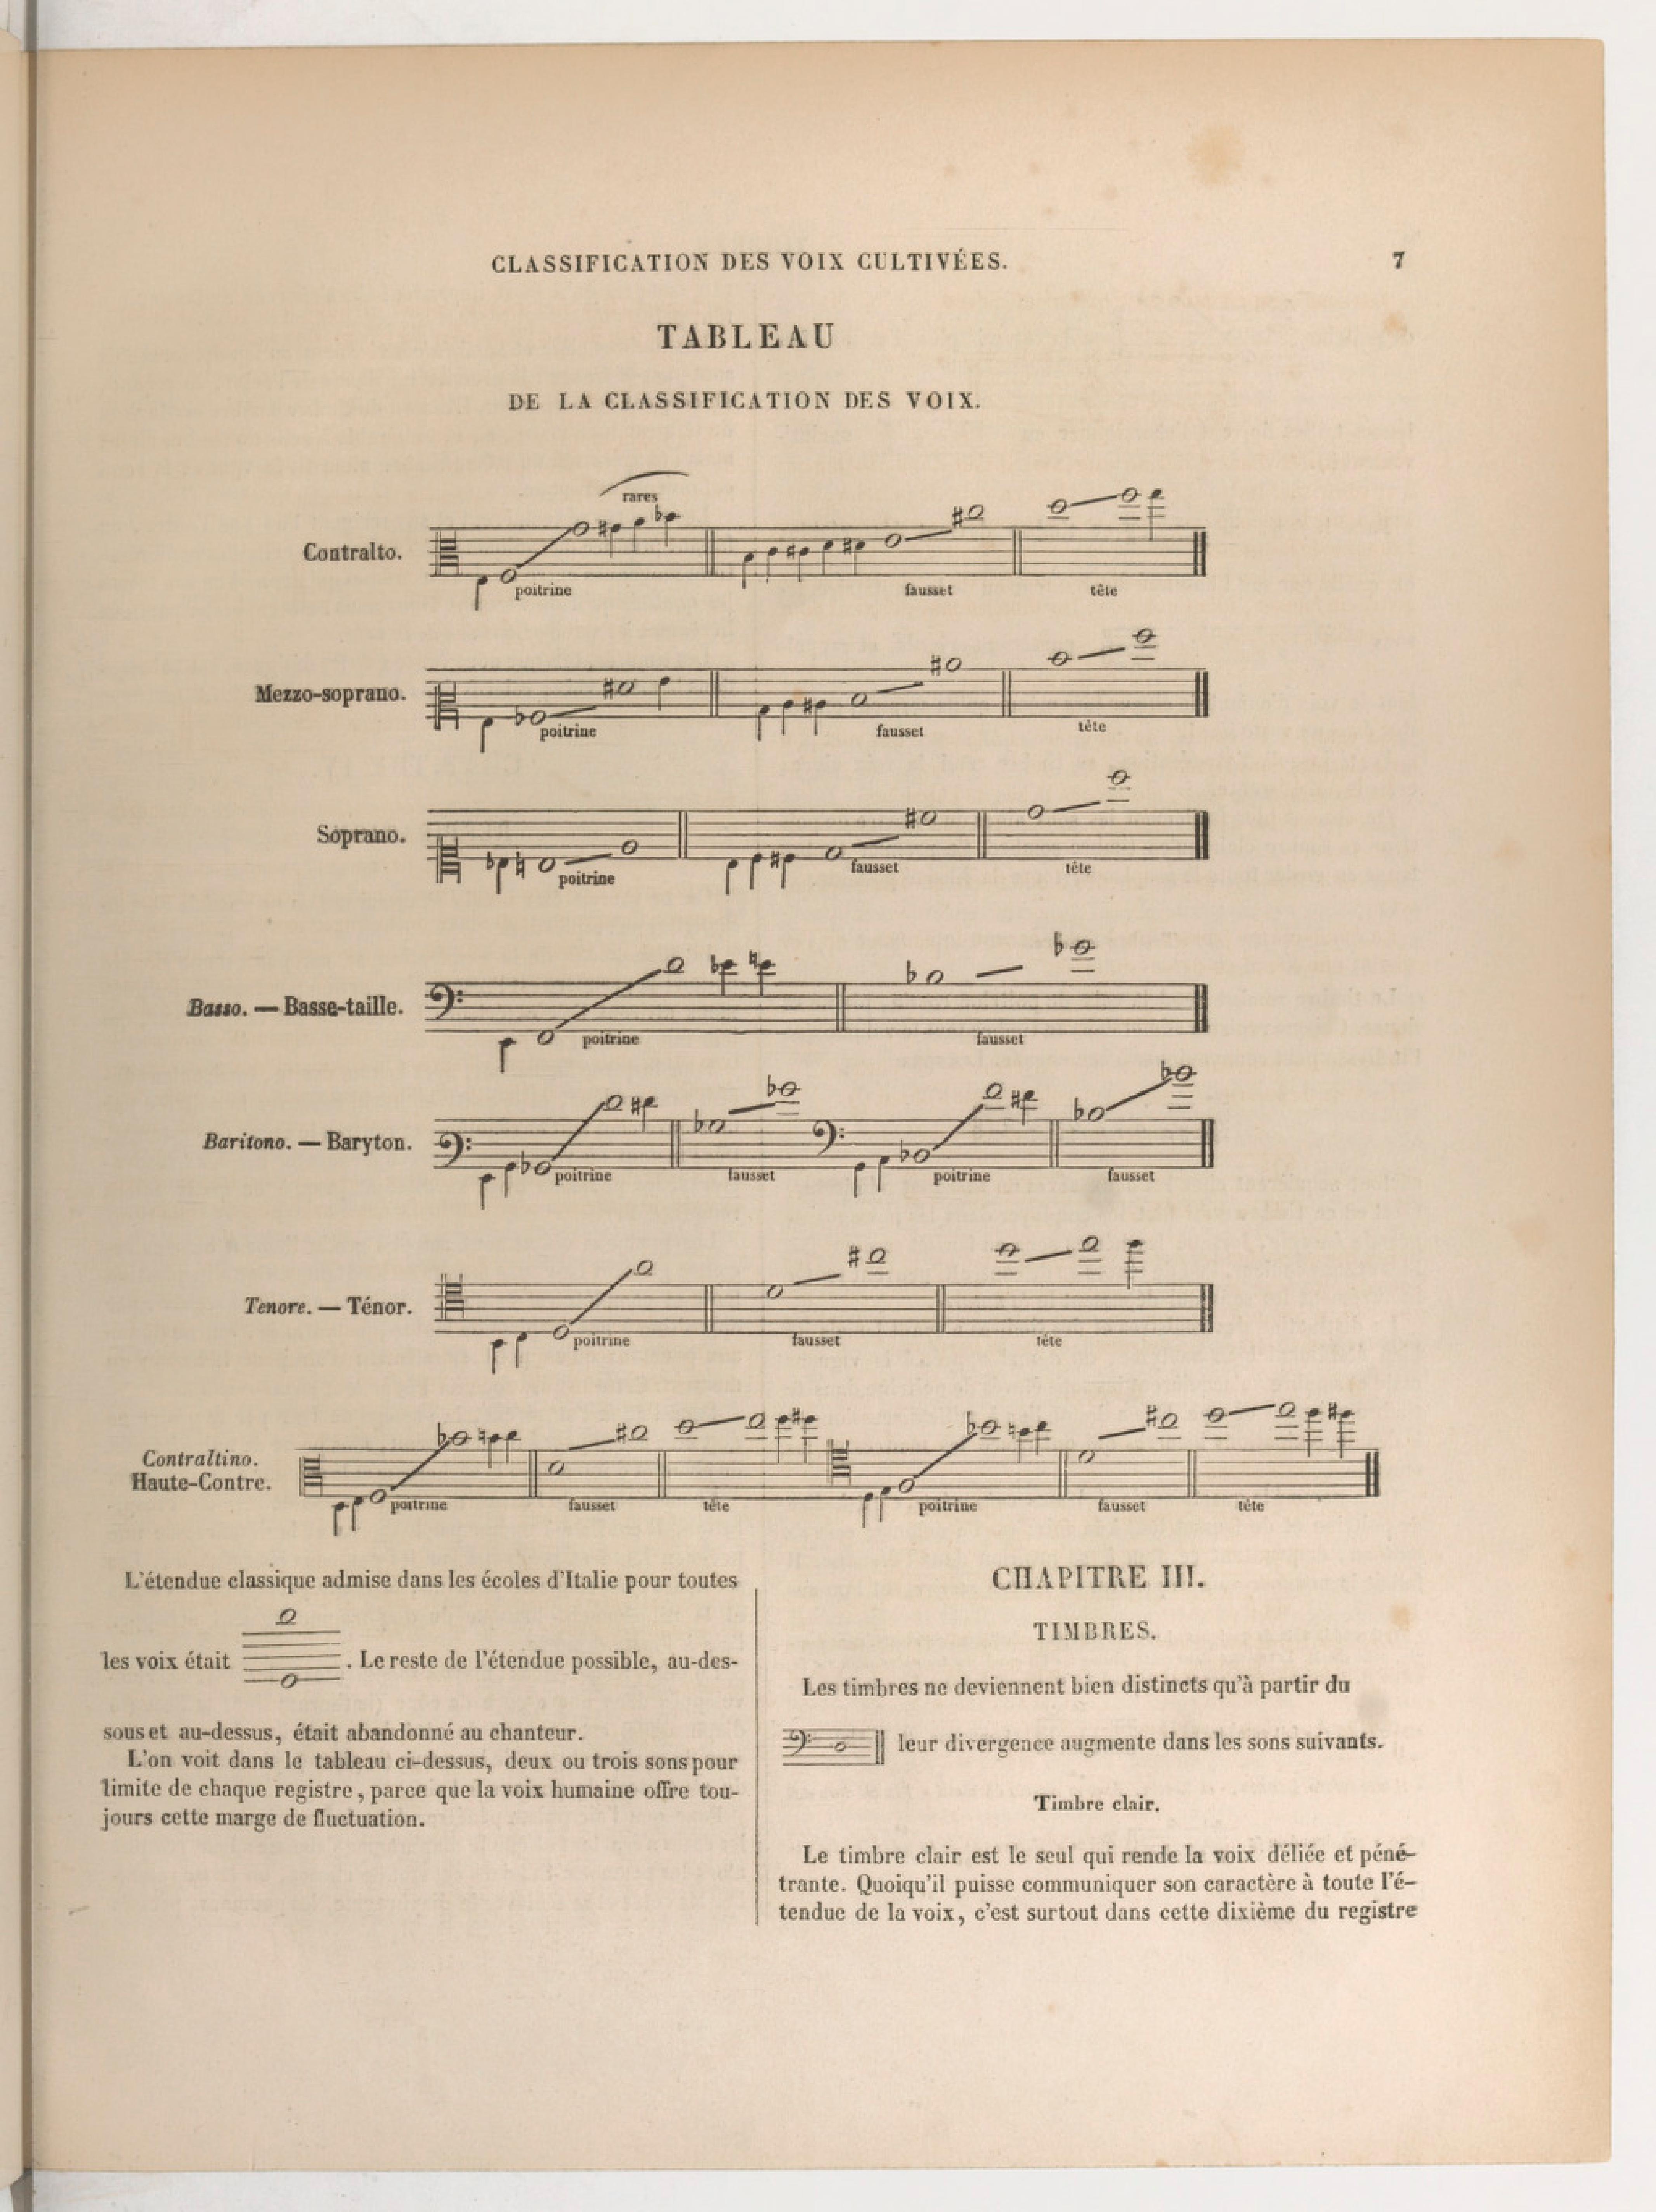 CLASSIFICATION DES VOIX CULTIVÉES. 7
TABLEAU
DE LA CLASSIFICATION DES VOIX.
rares
Contralto.
poitrine fausset tête
Mezzo-soprano.
poitrine fausset tête
Soprano.
poitrine fausset tête
Basso. — Basse-taille.
poitrine fausset
Baritono. — Baryton.
poitrine fausset poitrine fausset
Tenore. — Ténor.
poitrine fausset tête
Contraltino.
Haute-Contre.
poitrine fausset tête poitrine fausset tête
L'étendue classique admise dans les écoles d'Italie pour toutes
les voix était . Le reste de l'étendue possible, au-des-
sous et au-dessus, était abandonné au chanteur.
L'on voit dans le tableau ci-dessus, deux ou trois sons pour
limite de chaque registre, parce que la voix humaine offre tou-
jours cette marge de fluctuation.
CHAPITRE III.
TIMBRES.
Les timbres ne deviennent bien distincts qu'à partir du
leur divergence augmente dans les sons suivants.
Timbre clair.
Le timbre clair est le seul qui rende la voix déliée et péné-
trante. Quoiqu'il puisse communiquer son caractère à toute l'é-
tendue de la voix, c'est surtout dans cette dixième du registre